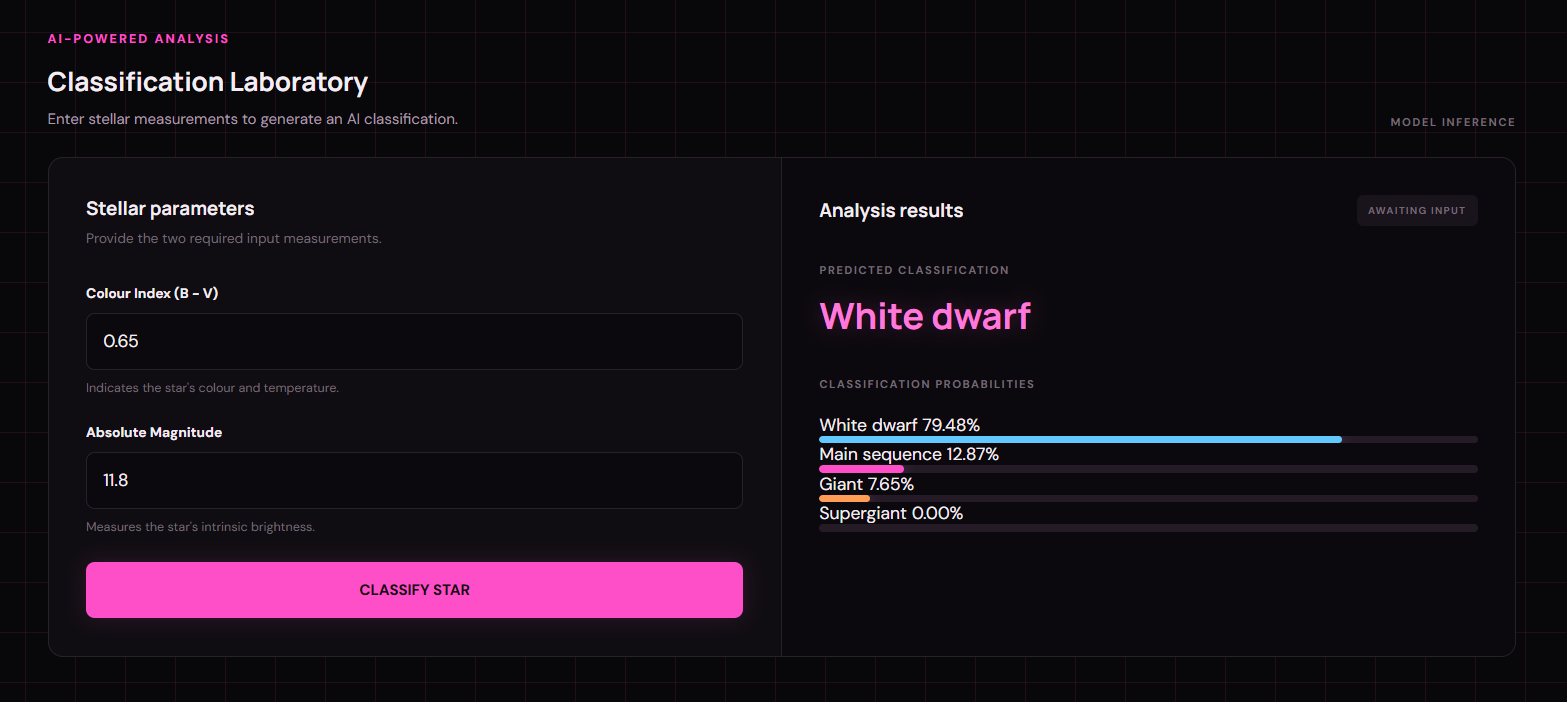 AI-POWERED ANALYSIS
Classification Laboratory
Enter stellar measurements to generate an AI classification.
MODEL INFERENCE
Stellar parameters
Provide the two required input measurements.
Colour Index (B - V)
0.65
Indicates the star's colour and temperature.
Absolute Magnitude
11.8
Measures the star's intrinsic brightness.
CLASSIFY STAR
Analysis results
AWAITING INPUT
PREDICTED CLASSIFICATION
White dwarf
CLASSIFICATION PROBABILITIES
White dwarf 79.48%
Main sequence 12.87%
Giant 7.65%
Supergiant 0.00%